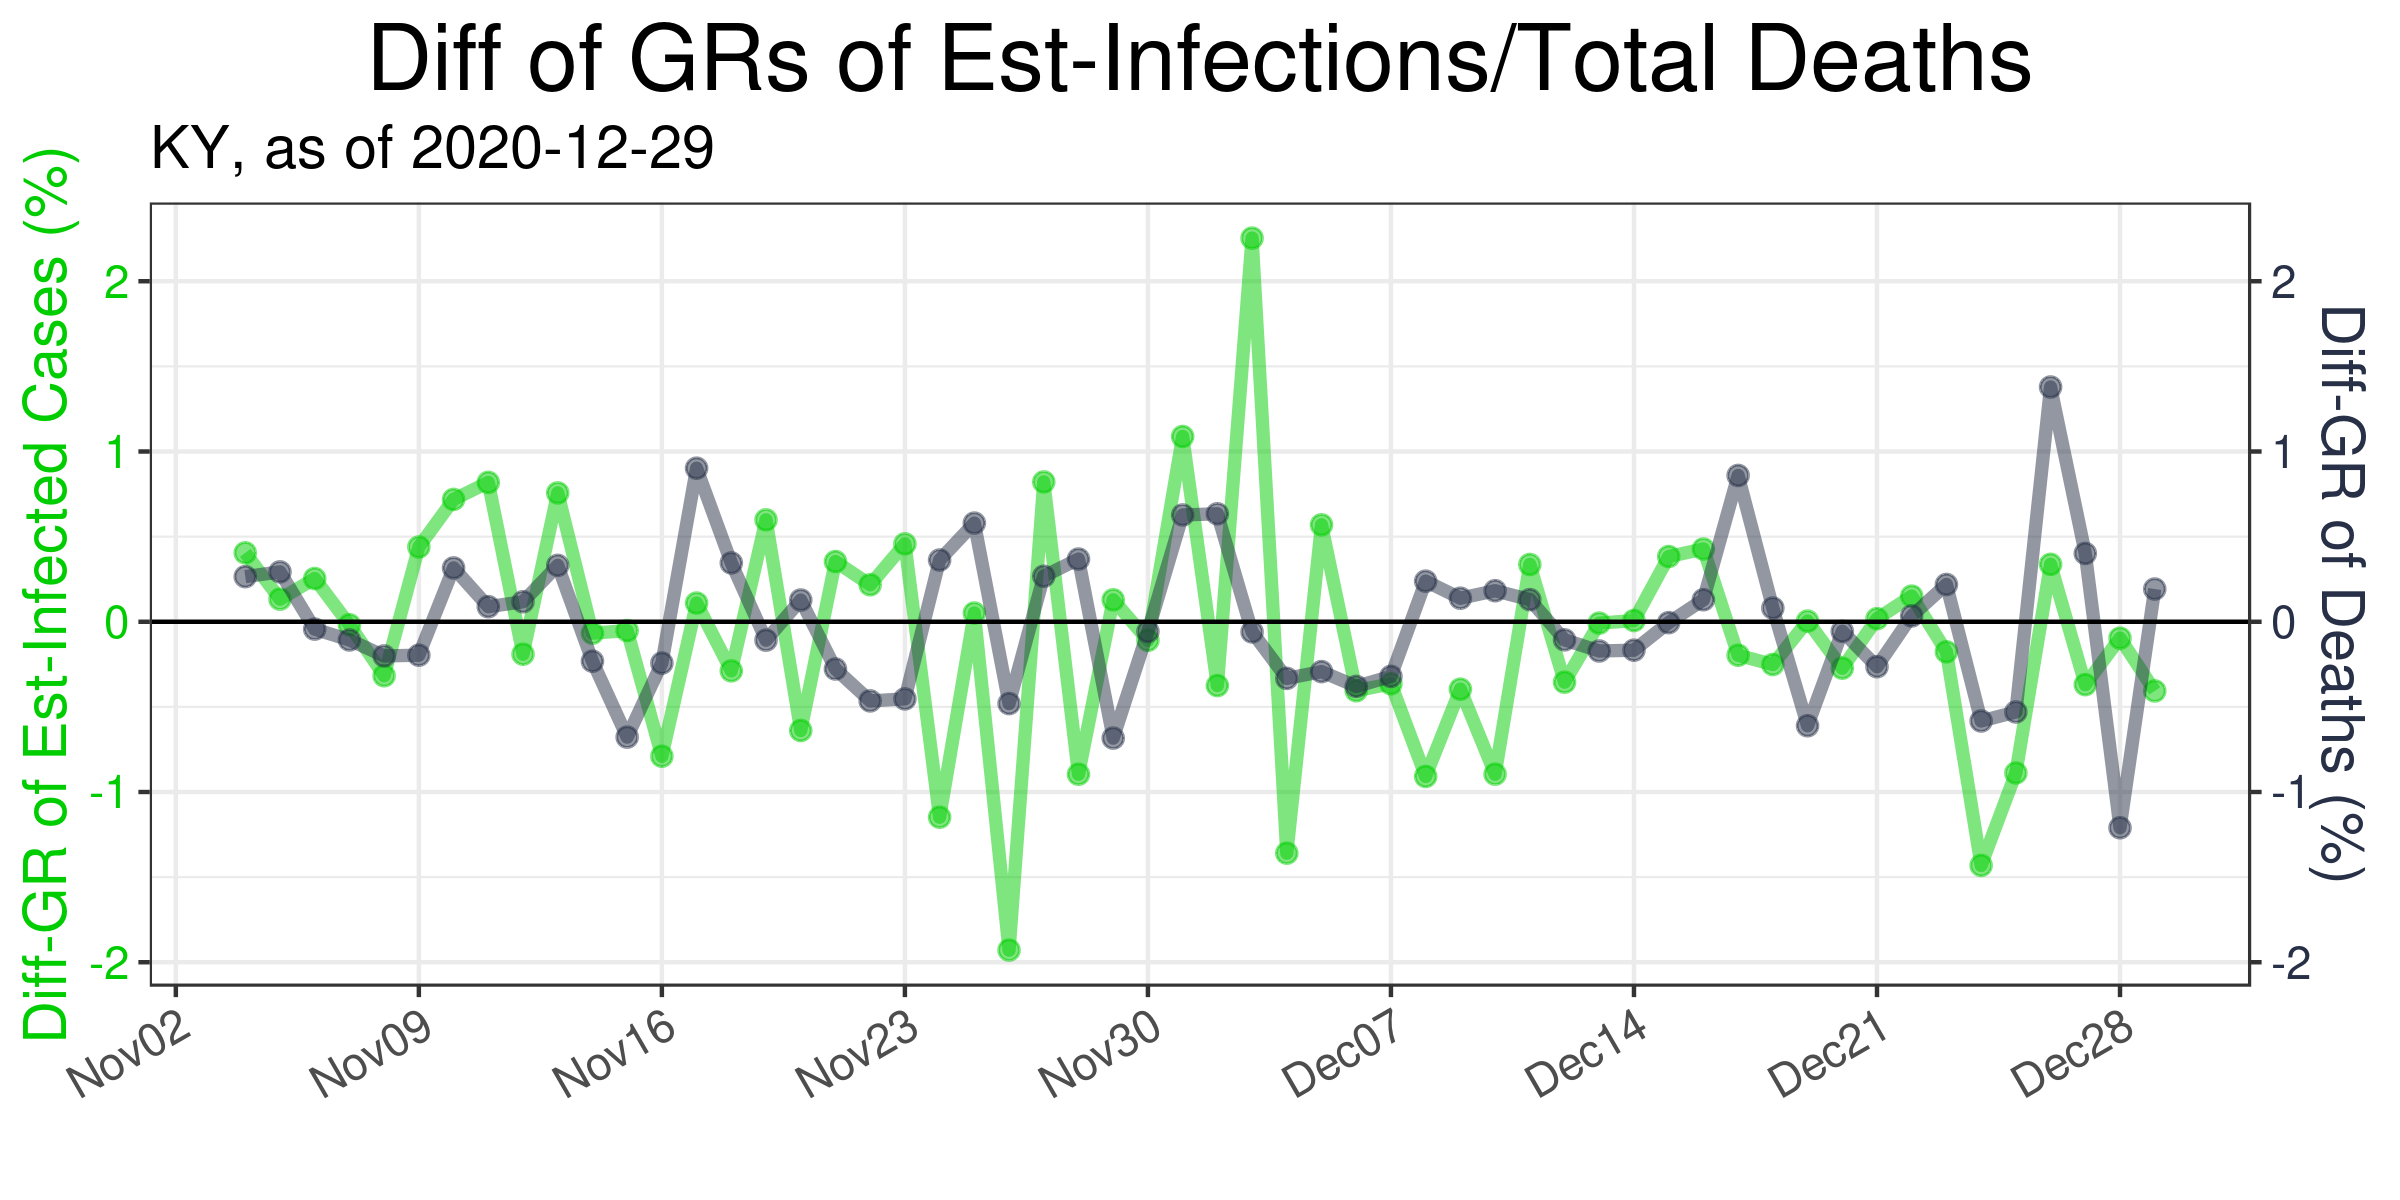 Diff of GRs of Est-Infections/Total Deaths
KY, as of 2020-12-29
Diff-GR of Est-Infected Cases (%)
2
1
0
-1
-2
2
1
0
-1
-2
Diff-GR of Deaths (%)
Nov02
Nov09
Nov16
Nov23
Nov30
Dec07
Dec14
Dec21
Dec28